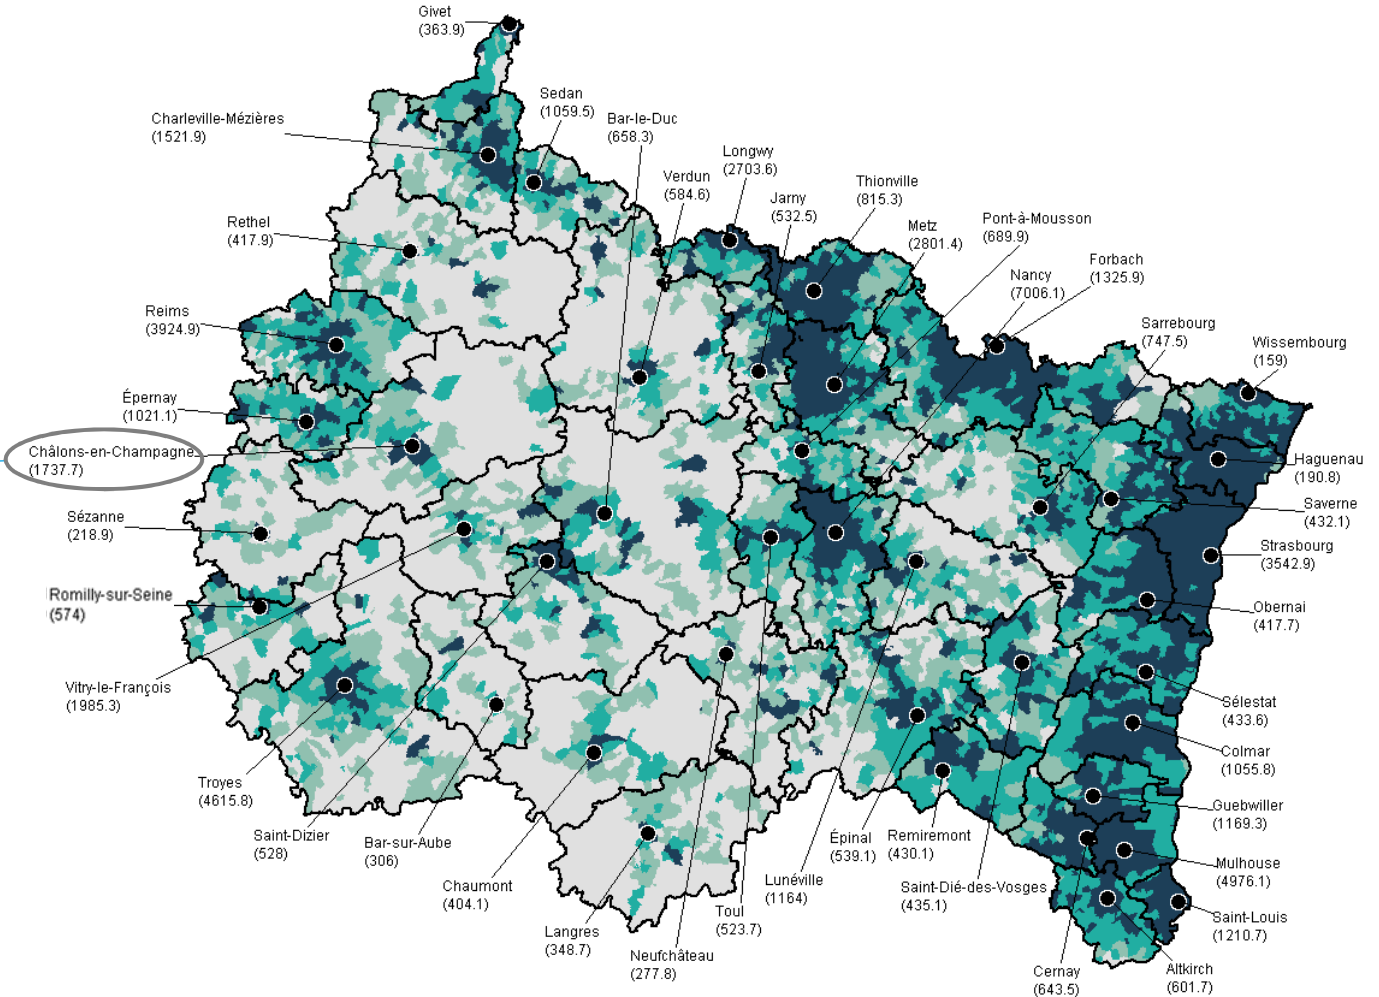 Givet
(363.9)
Charleville-Mézières
(1521.9)
Sedan
(1059.5)
Bar-le-Duc
(658.3)
Verdun
(584.6)
Longwy
(2703.6)
Jarny
(532.5)
Thionville
(815.3)
Metz
(2801.4)
Pont-à-Mousson
(689.9)
Nancy
(7006.1)
Forbach
(1325.9)
Sarrebourg
(747.5)
Wissembourg
(159)
Rethel
(417.9)
Reims
(3924.9)
Épernay
(1021.1)
Châlons-en-Champagne
(1737.7)
Sézanne
(218.9)
Romilly-sur-Seine
(574)
Vitry-le-François
(1985.3)
Troyes
(4615.8)
Saint-Dizier
(528)
Bar-sur-Aube
(306)
Chaumont
(404.1)
Langres
(348.7)
Neufchâteau
(277.8)
Toul
(523.7)
Lunéville
(1164)
Épinal
(539.1)
Remiremont
(430.1)
Saint-Dié-des-Vosges
(435.1)
Cernay
(643.5)
Altkirch
(601.7)
Saint-Louis
(1210.7)
Mulhouse
(4976.1)
Guebwiller
(1169.3)
Colmar
(1055.8)
Sélestat
(433.6)
Obernai
(417.7)
Strasbourg
(3542.9)
Saverne
(432.1)
Haguenau
(190.8)